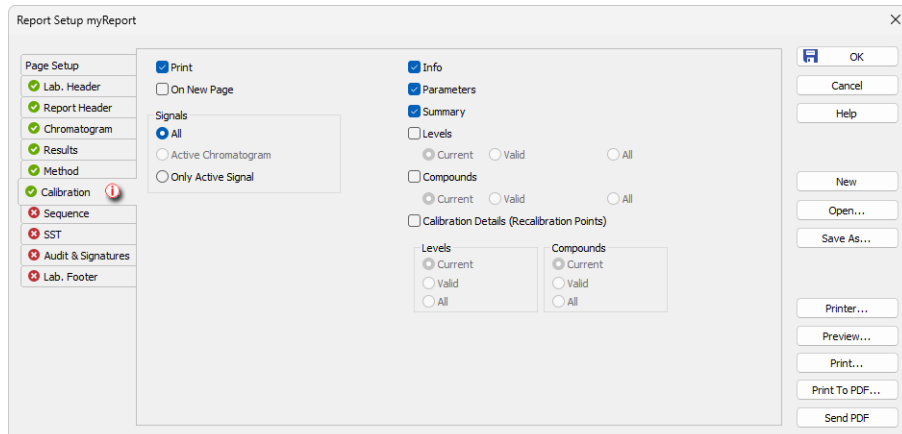 Report Setup myReport
Page Setup
Lab. Header
Report Header
Chromatogram
Results
Method
Calibration
Sequence
SST
Audit & Signatures
Lab. Footer
Print
On New Page
Signals
All
Active Chromatogram
Only Active Signal
Info
Parameters
Summary
Levels
Current Valid All
Compounds
Current Valid All
Calibration Details (Recalibration Points)
Levels
Current
Valid
All
Compounds
Current
Valid
All
OK
Cancel
Help
New
Open...
Save As...
Printer...
Preview...
Print...
Print To PDF...
Send PDF